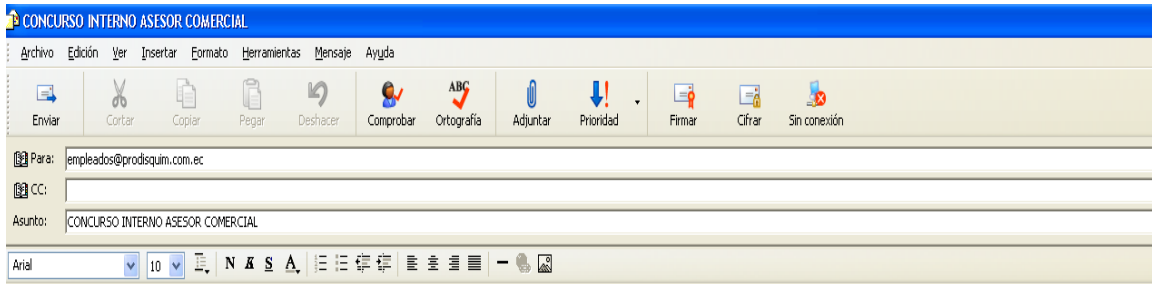 CONCURSO INTERNO ASESOR COMERCIAL
Archivo Edición Ver Insertar Formato Herramientas Mensaje Ayuda
ABC
Enviar Cortar Copiar Pegar Deshacer Comprobar Ortografía Adjuntar Prioridad Firmar Cifrar Sin conexión
Para: empleados@prodisquim.com.ec
CC:
Asunto: CONCURSO INTERNO ASESOR COMERCIAL
Arial 10 N K S A